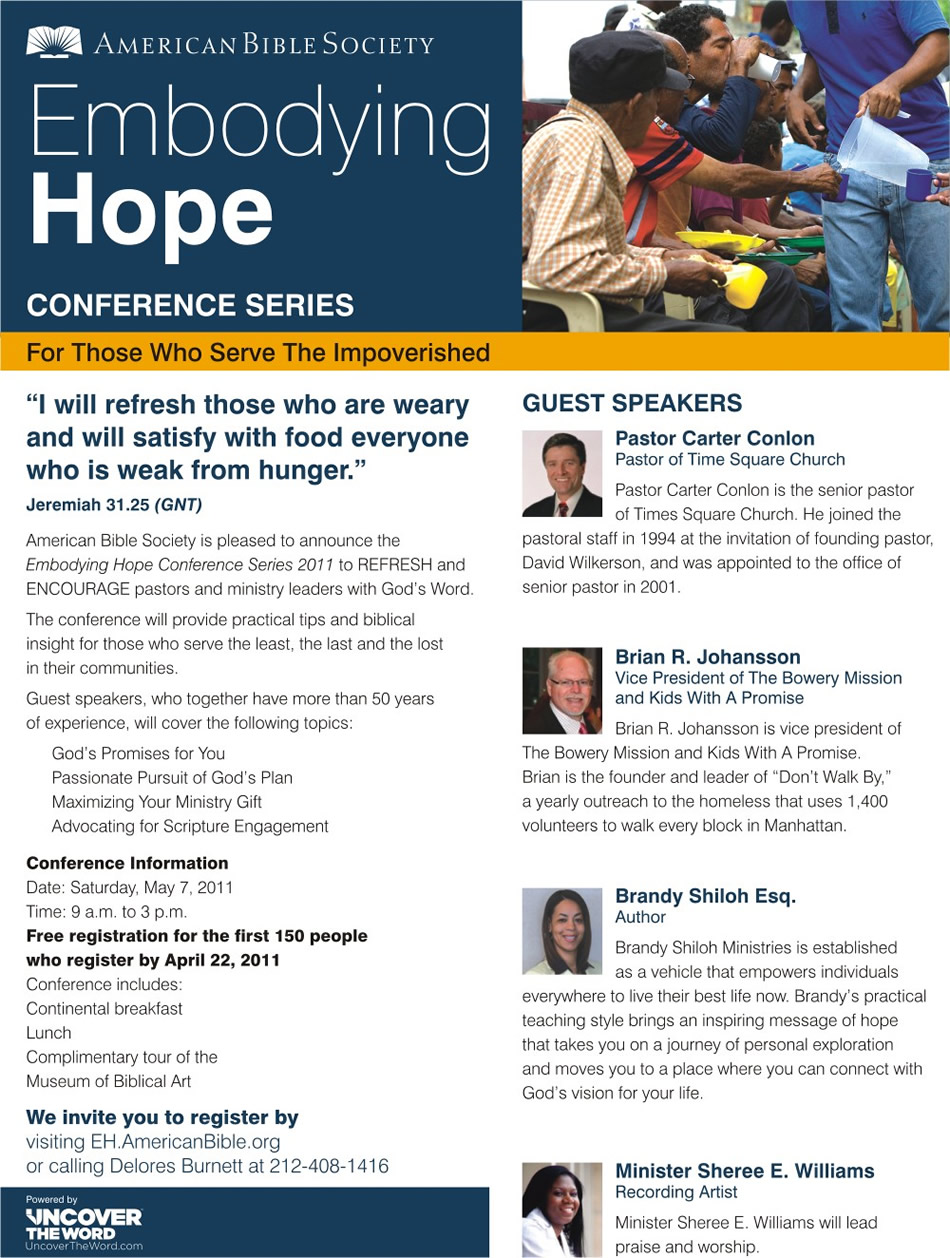 AMERICAN BIBLE SOCIETY
Embodying
Hope
CONFERENCE SERIES
For Those Who Serve The Impoverished
“I will refresh those who are weary
and will satisfy with food everyone
who is weak from hunger.”
Jeremiah 31.25 (GNT)
American Bible Society is pleased to announce the
Embodying Hope Conference Series 2011 to REFRESH and
ENCOURAGE pastors and ministry leaders with God’s Word.
The conference will provide practical tips and biblical
insight for those who serve the least, the last and the lost
in their communities.
Guest speakers, who together have more than 50 years
of experience, will cover the following topics:
God’s Promises for You
Passionate Pursuit of God’s Plan
Maximizing Your Ministry Gift
Advocating for Scripture Engagement
Conference Information
Date: Saturday, May 7, 2011
Time: 9 a.m. to 3 p.m.
Free registration for the first 150 people
who register by April 22, 2011
Conference includes:
Continental breakfast
Lunch
Complimentary tour of the
Museum of Biblical Art
We invite you to register by
visiting EH.AmericanBible.org
or calling Delores Burnett at 212-408-1416
Powered by
UNCOVER
THE WORD
UncoverTheWord.com
GUEST SPEAKERS
Pastor Carter Conlon
Pastor of Time Square Church
Pastor Carter Conlon is the senior pastor
of Times Square Church. He joined the
pastoral staff in 1994 at the invitation of founding pastor,
David Wilkerson, and was appointed to the office of
senior pastor in 2001.
Brian R. Johansson
Vice President of The Bowery Mission
and Kids With A Promise
Brian R. Johansson is vice president of
The Bowery Mission and Kids With A Promise.
Brian is the founder and leader of “Don’t Walk By,”
a yearly outreach to the homeless that uses 1,400
volunteers to walk every block in Manhattan.
Brandy Shiloh Esq.
Author
Brandy Shiloh Ministries is established
as a vehicle that empowers individuals
everywhere to live their best life now. Brandy’s practical
teaching style brings an inspiring message of hope
that takes you on a journey of personal exploration
and moves you to a place where you can connect with
God’s vision for your life.
Minister Sheree E. Williams
Recording Artist
Minister Sheree E. Williams will lead
praise and worship.